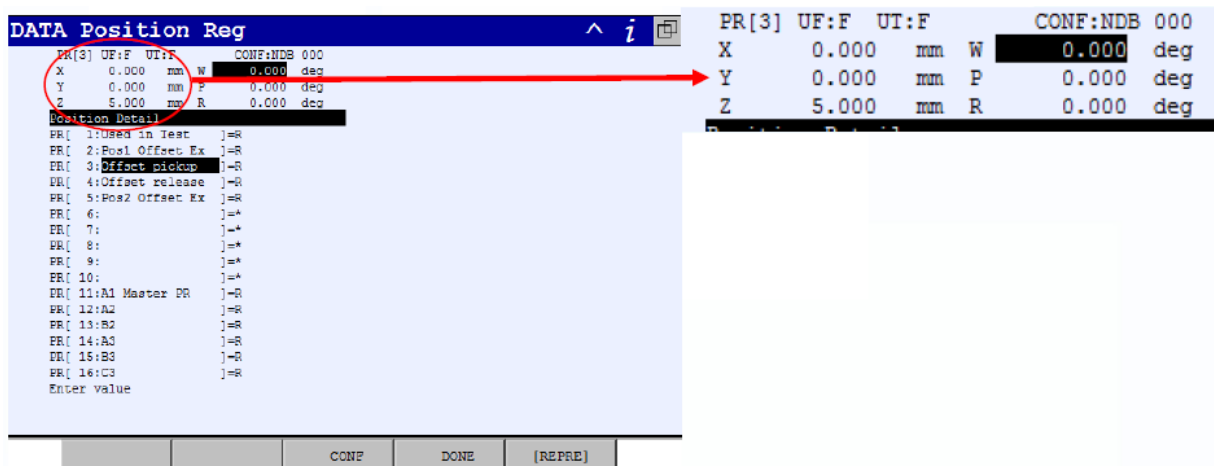 DATA Position Reg
PR[3] UF:F UT:F CONF:NDB 000
X 0.000 mm W 0.000 deg
Y 0.000 mm P 0.000 deg
Z 5.000 mm R 0.000 deg
Position Detail
PR[ 1:Used in Test ]=R
PR[ 2:Pos1 Offset Ex ]=R
PR[ 3:Offset pickup ]=R
PR[ 4:Offset release ]=R
PR[ 5:Pos2 Offset Ex ]=R
PR[ 6: ]=*
PR[ 7: ]=*
PR[ 8: ]=*
PR[ 9: ]=*
PR[ 10: ]=*
PR[ 11:A1 Master PR ]=R
PR[ 12:A2 ]=R
PR[ 13:B2 ]=R
PR[ 14:A3 ]=R
PR[ 15:B3 ]=R
PR[ 16:C3 ]=R
Enter value
CONF DONE [REPRE]
PR[3] UF:F UT:F CONF:NDB 000
X 0.000 mm W 0.000 deg
Y 0.000 mm P 0.000 deg
Z 5.000 mm R 0.000 deg